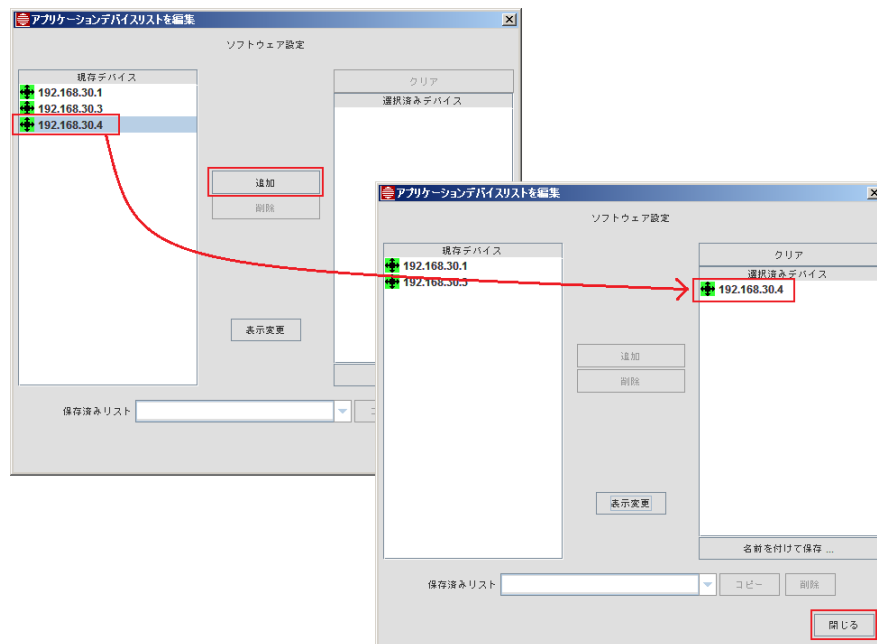 アプリケーションデバイスリストを編集
ソフトウェア設定
現存デバイス
192.168.30.1
192.168.30.3
192.168.30.4
追加
削除
表示変更
クリア
選択済みデバイス
保存済みリスト
アプリケーションデバイスリストを編集
ソフトウェア設定
現存デバイス
192.168.30.1
192.168.30.3
追加
削除
表示変更
クリア
選択済みデバイス
192.168.30.4
名前を付けて保存 ...
保存済みリスト
コピー
削除
閉じる